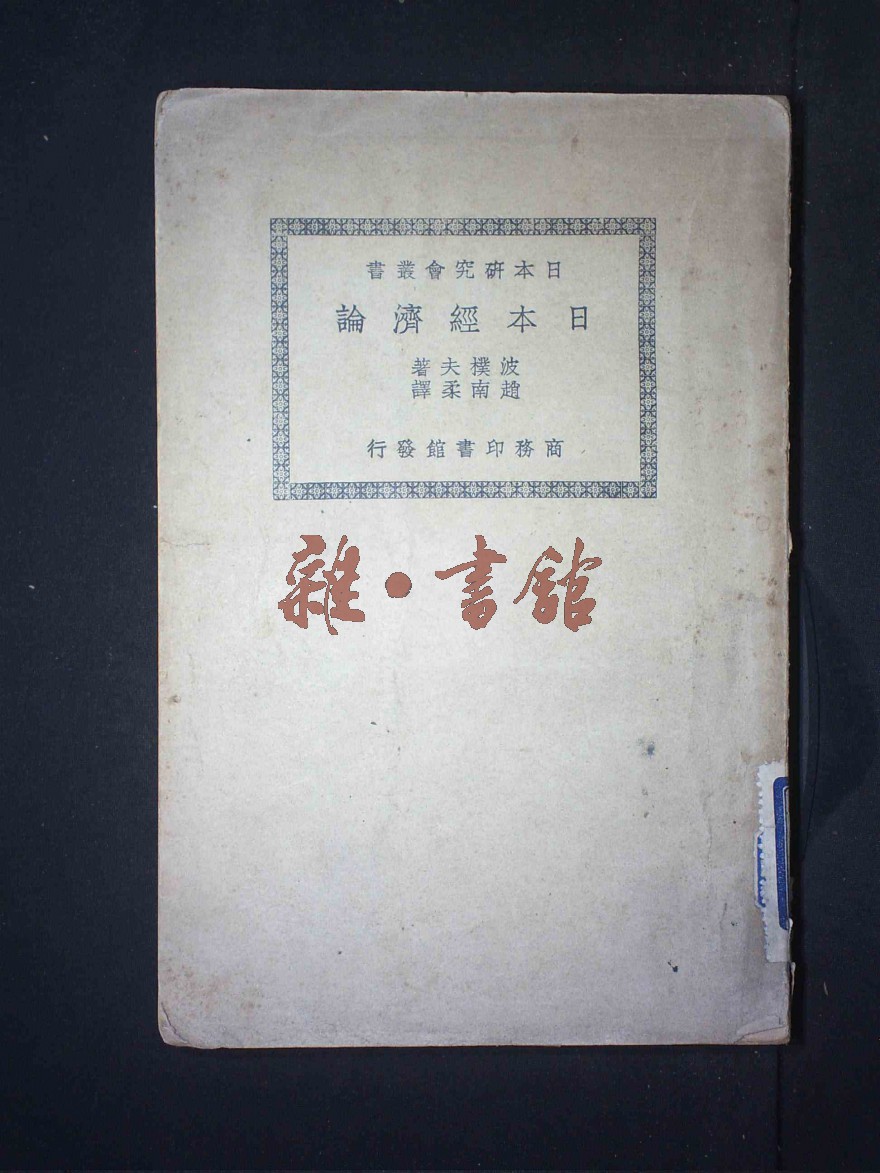 日本研究會叢書
日本經濟論
波樸夫著
趙南柔譯
商務印書館發行
雜·書館